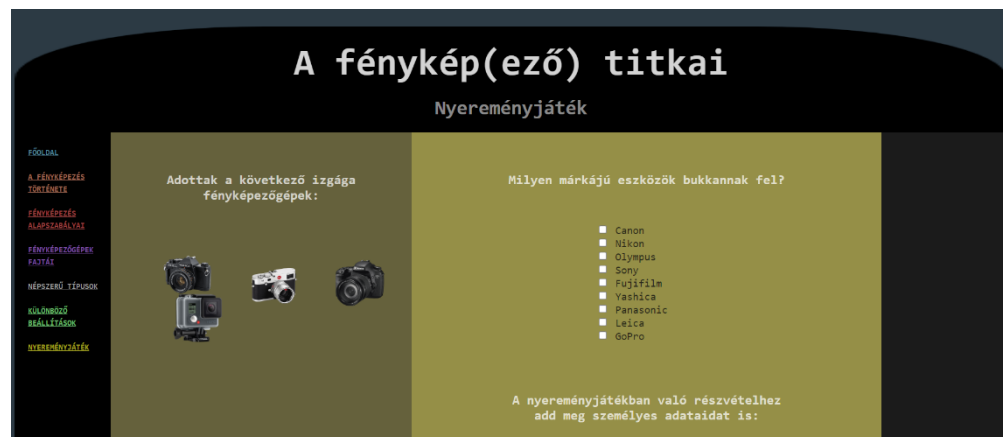 A fénykép(ező) titkai
Nyereményjáték
FŐOLDAL
A FÉNYKÉPEZÉS
TÖRTÉNETE
FÉNYKÉPEZÉS
ALAPSZABÁLYAI
FÉNYKÉPEZŐGÉPEK
FAJTÁI
NÉPSZERŰ TÍPUSOK
KÜLÖNBÖZŐ
BEÁLLÍTÁSOK
NYEREMÉNYJÁTÉK
Adottak a következő izgága
fényképezőgépek:
Milyen márkájú eszközök bukkannak fel?
Canon
Nikon
Olympus
Sony
Fujifilm
Yashica
Panasonic
Leica
GoPro
A nyereményjátékban való részvételhez
add meg személyes adataidat is: